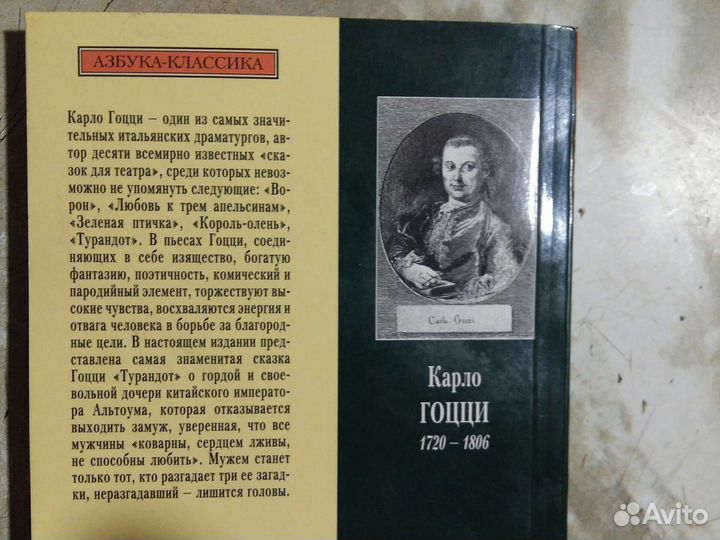 АЗБУКА-КЛАССИКА
Карло Гоцци – один из самых значи-
тельных итальянских драматургов, ав-
тор десяти всемирно известных «ска-
зок для театра», среди которых невоз-
можно не упомянуть следующие: «Во-
рон», «Любовь к трем апельсинам»,
«Зеленая птичка», «Король-олень»,
«Турандот». В пьесах Гоцци, соеди-
няющих в себе изящество, богатую
фантазию, поэтичность, комический и
пародийный элемент, торжествуют вы-
сокие чувства, восхваляются энергия и
отвага человека в борьбе за благород-
ные цели. В настоящем издании пред-
ставлена самая знаменитая сказка
Гоцци «Турандот» о гордой и свое-
вольной дочери китайского императо-
ра Альтоума, которая отказывается
выходить замуж, уверенная, что все
мужчины «коварны, сердцем лживы,
не способны любить». Мужем станет
только тот, кто разгадает три ее загад-
ки, неразгадавший – лишится головы.
Carlo Gozzi
Карло
ГОЦЦИ
1720 – 1806
Avito